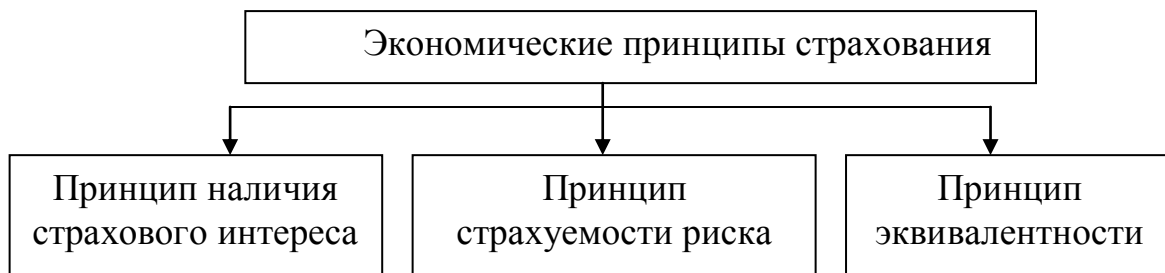 Экономические принципы страхования
Принцип наличия
страхового интереса
Принцип
страхуемости риска
Принцип
эквивалентности